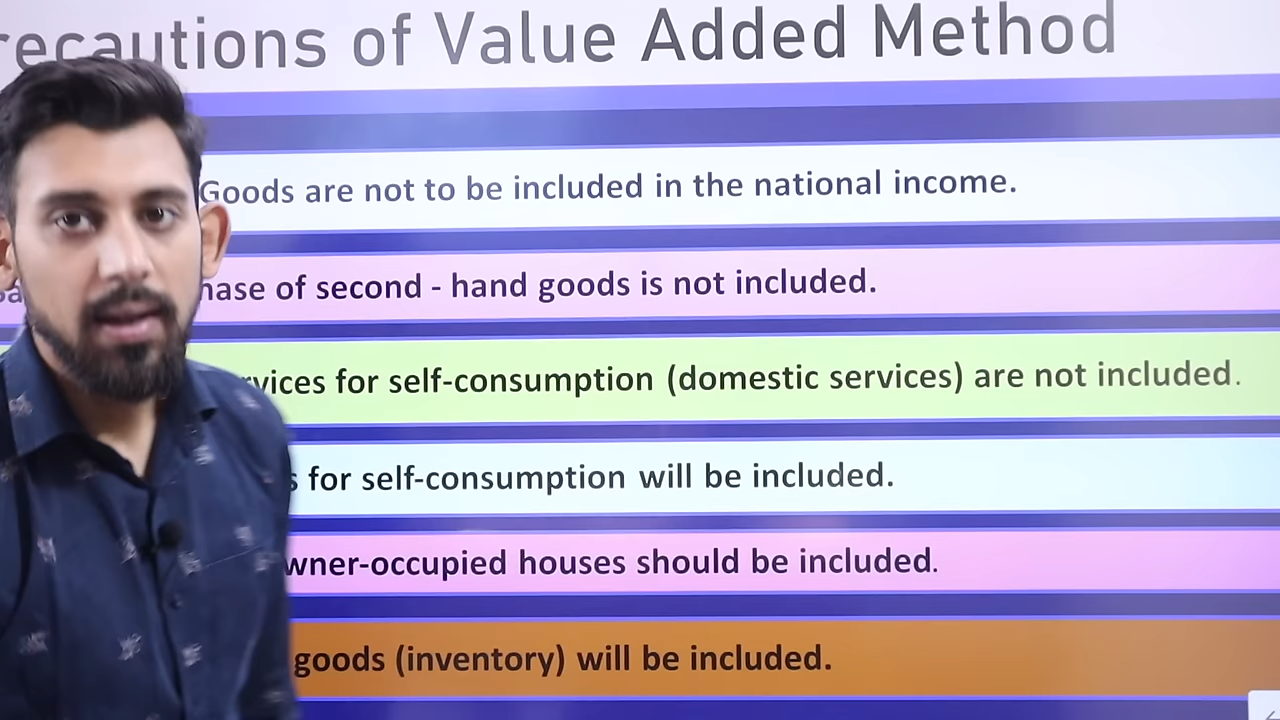 recautions of Value Added Method
Goods are not to be included in the national income.
hase of second - hand goods is not included.
rvices for self-consumption (domestic services) are not included.
s for self-consumption will be included.
wner-occupied houses should be included.
goods (inventory) will be included.